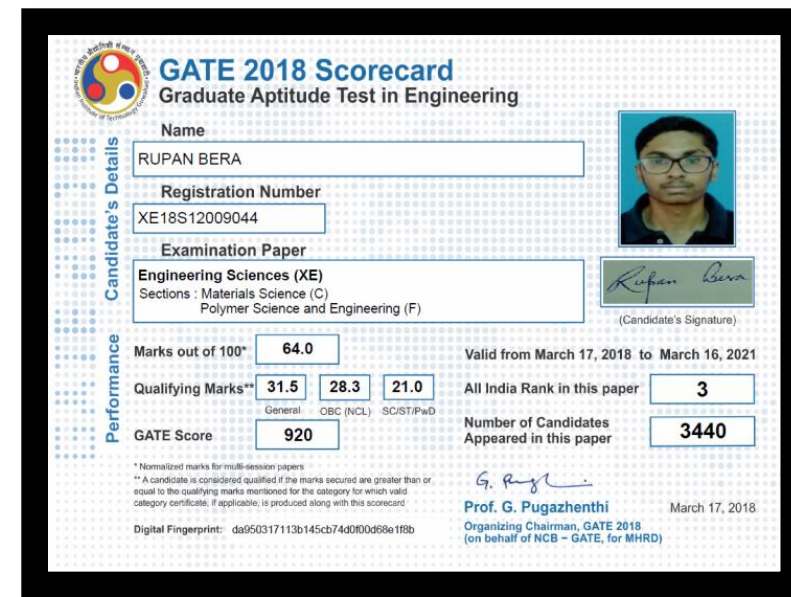 GATE 2018 Scorecard
Graduate Aptitude Test in Engineering
Candidate's Details
Name
RUPAN BERA
Registration Number
XE18S12009044
Examination Paper
Engineering Sciences (XE)
Sections : Materials Science (C)
Polymer Science and Engineering (F)
Rupan Bera
(Candidate's Signature)
Performance
Marks out of 100* 64.0
Valid from March 17, 2018 to March 16, 2021
Qualifying Marks** 31.5 28.3 21.0
General OBC (NCL) SC/ST/PwD
All India Rank in this paper 3
GATE Score 920
Number of Candidates
Appeared in this paper 3440
* Normalized marks for multi-session papers
** A candidate is considered qualified if the marks secured are greater than or
equal to the qualifying marks mentioned for the category for which valid
category certificate, if applicable, is produced along with this scorecard
Digital Fingerprint: da950317113b145cb74d0f00d68e1f8b
Prof. G. Pugazhenthi March 17, 2018
Organizing Chairman, GATE 2018
(on behalf of NCB – GATE, for MHRD)